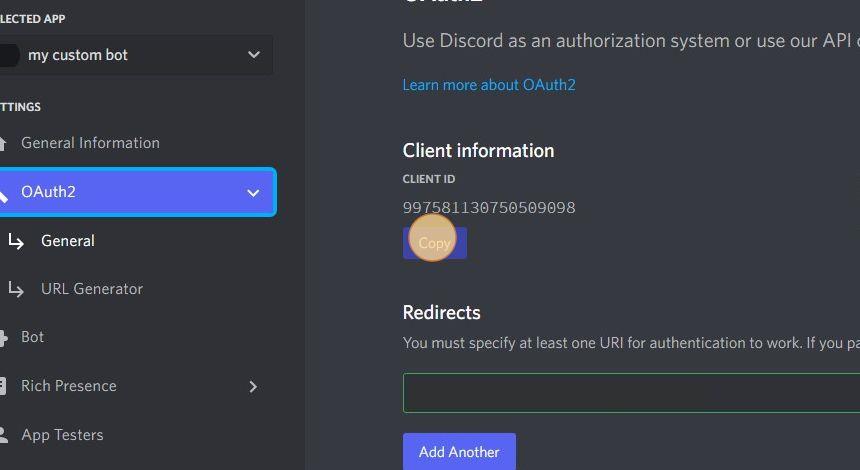 LECTED APP
my custom bot
TTINGS
General Information
OAuth2
General
URL Generator
Bot
Rich Presence
App Testers
OAuth2
Use Discord as an authorization system or use our API
Learn more about OAuth2
Client information
CLIENT ID
997581130750509098
Copy
Redirects
You must specify at least one URI for authentication to work. If you pa
Add Another